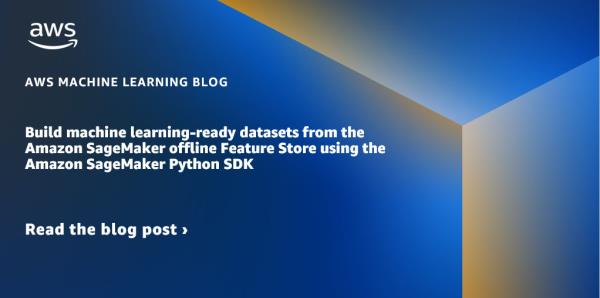 aws
AWS MACHINE LEARNING BLOG
Build machine learning-ready datasets from the
Amazon SageMaker offline Feature Store using the
Amazon SageMaker Python SDK
Read the blog post ›